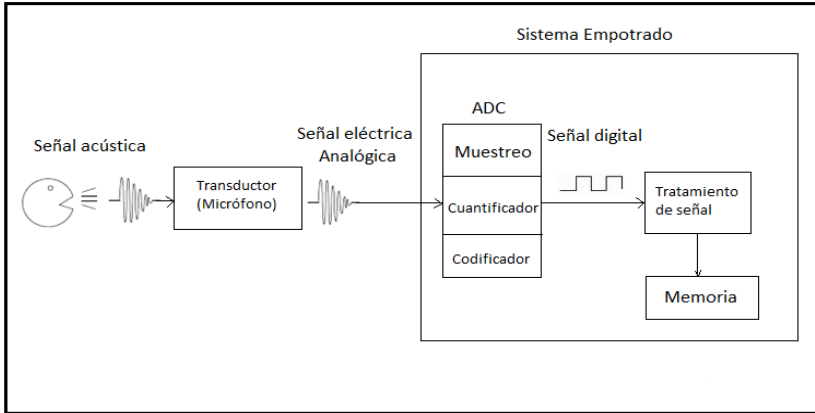 Sistema Empotrado
ADC
Señal acústica
Señal eléctrica
Analógica
Señal digital
Muestreo
Transductor
(Micrófono)
Cuantificador
Tratamiento
de señal
Codificador
Memoria